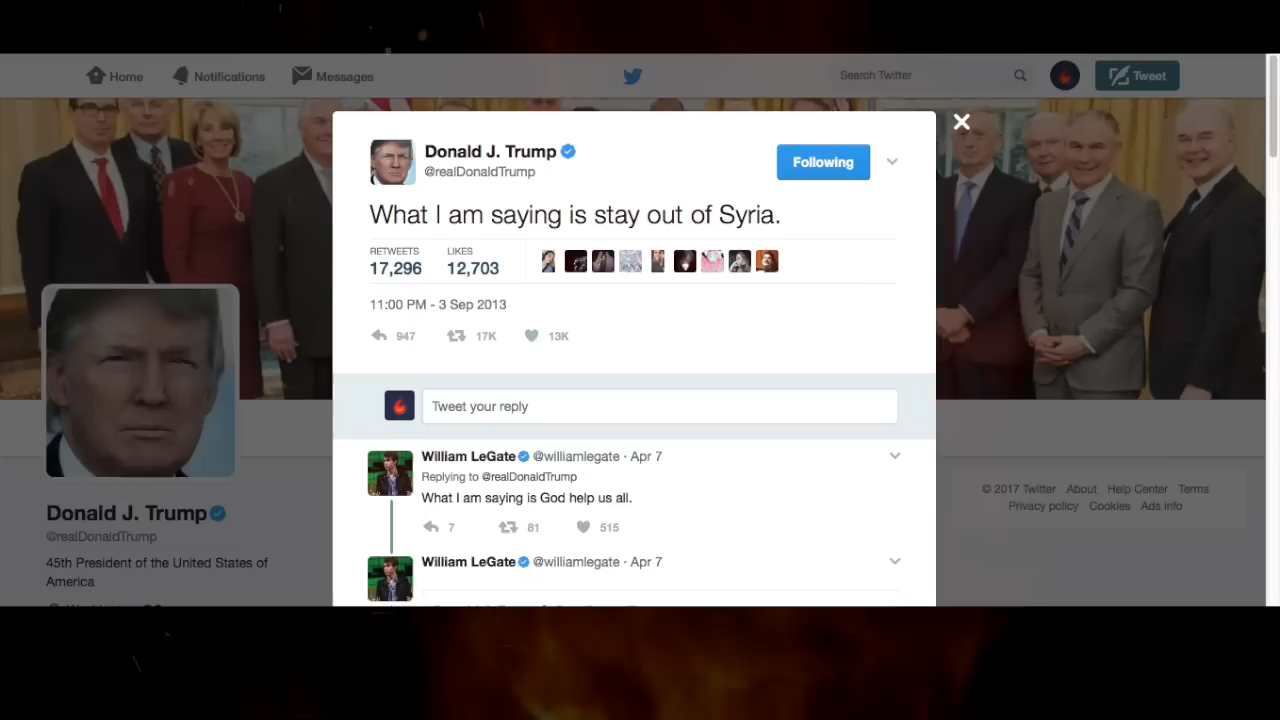 Home Notifications Messages Search Twitter Tweet
Donald J. Trump
@realDonaldTrump
Following
What I am saying is stay out of Syria.
RETWEETS LIKES
17,296 12,703
11:00 PM - 3 Sep 2013
947 17K 13K
Tweet your reply
William LeGate @williamlegate · Apr 7
Replying to @realDonaldTrump
What I am saying is God help us all.
7 81 515
William LeGate @williamlegate · Apr 7
Donald J. Trump
@realDonaldTrump
45th President of the United States of
America
© 2017 Twitter About Help Center Terms
Privacy policy Cookies Ads info